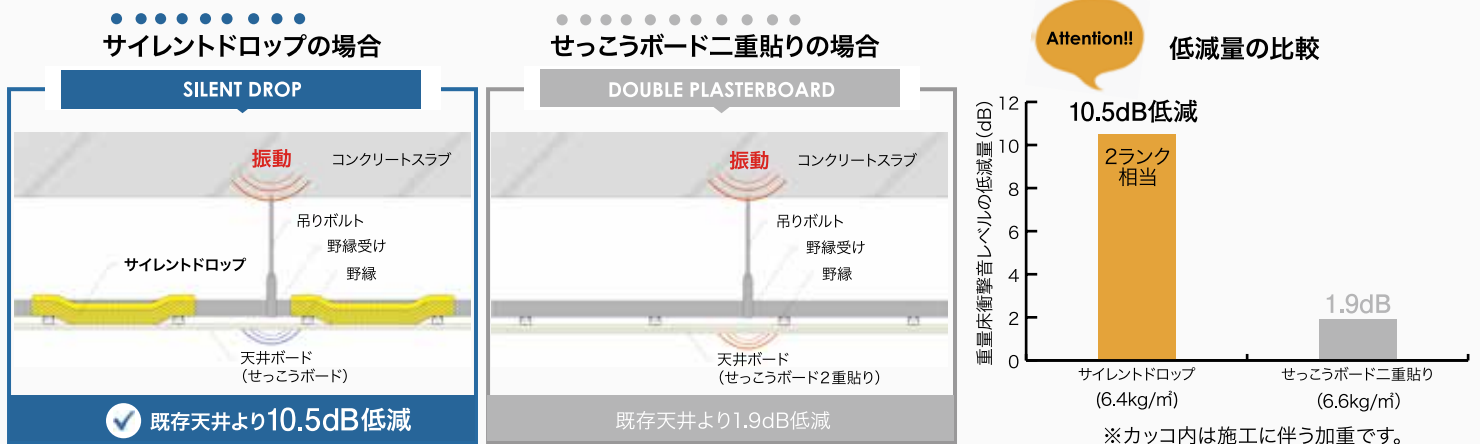 サイレントドロップの場合
SILENT DROP
振動
コンクリートスラブ
吊りボルト
野縁受け
野縁
サイレントドロップ
天井ボード
（せっこうボード）
既存天井より10.5dB低減
せっこうボード二重貼りの場合
DOUBLE PLASTERBOARD
振動
コンクリートスラブ
吊りボルト
野縁受け
野縁
天井ボード
（せっこうボード2重貼り）
既存天井より1.9dB低減
Attention!!
低減量の比較
重量床衝撃音レベルの低減量(dB)
12
10
8
6
4
2
0
10.5dB低減
2ランク
相当
1.9dB
サイレントドロップ
(6.4kg/㎡)
せっこうボード二重貼り
(6.6kg/㎡)
※カッコ内は施工に伴う加重です。